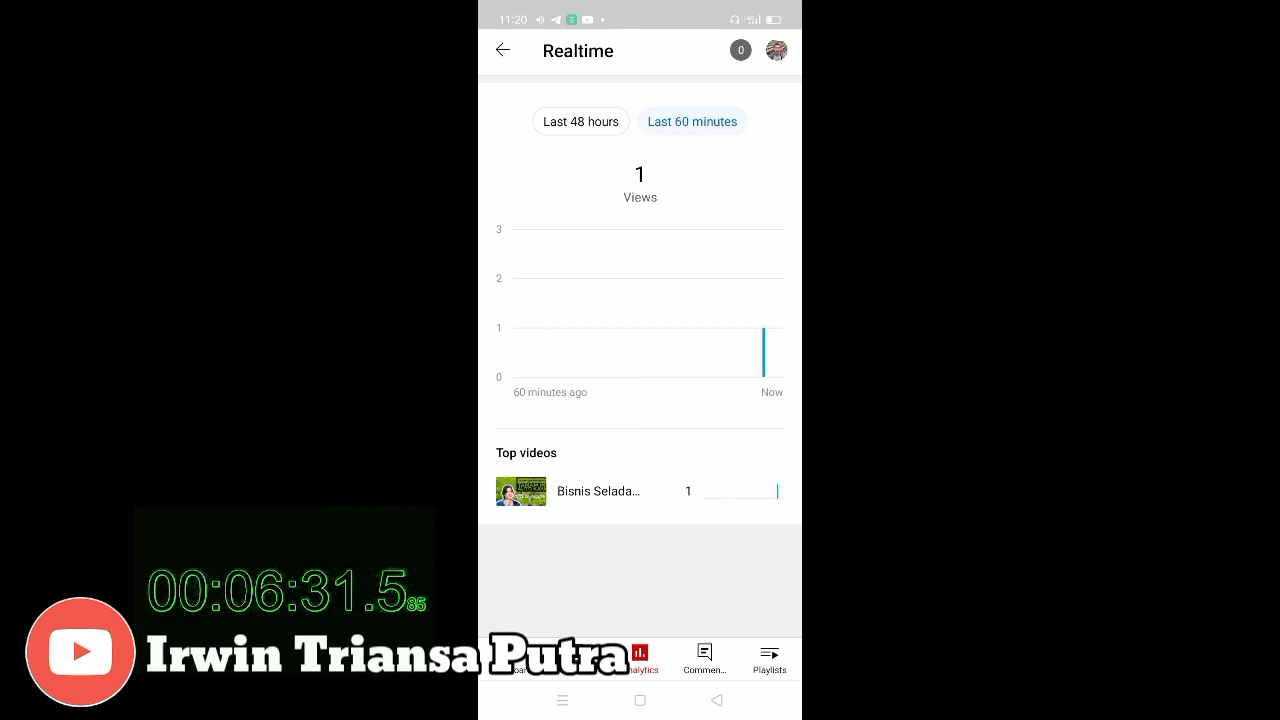 11:20
Realtime
0
Last 48 hours
Last 60 minutes
1
Views
3
2
1
0
60 minutes ago
Now
Top videos
Bisnis Selada...
1
00:06:31.585
Irwin Triansa Putra
Commen...
Playlists